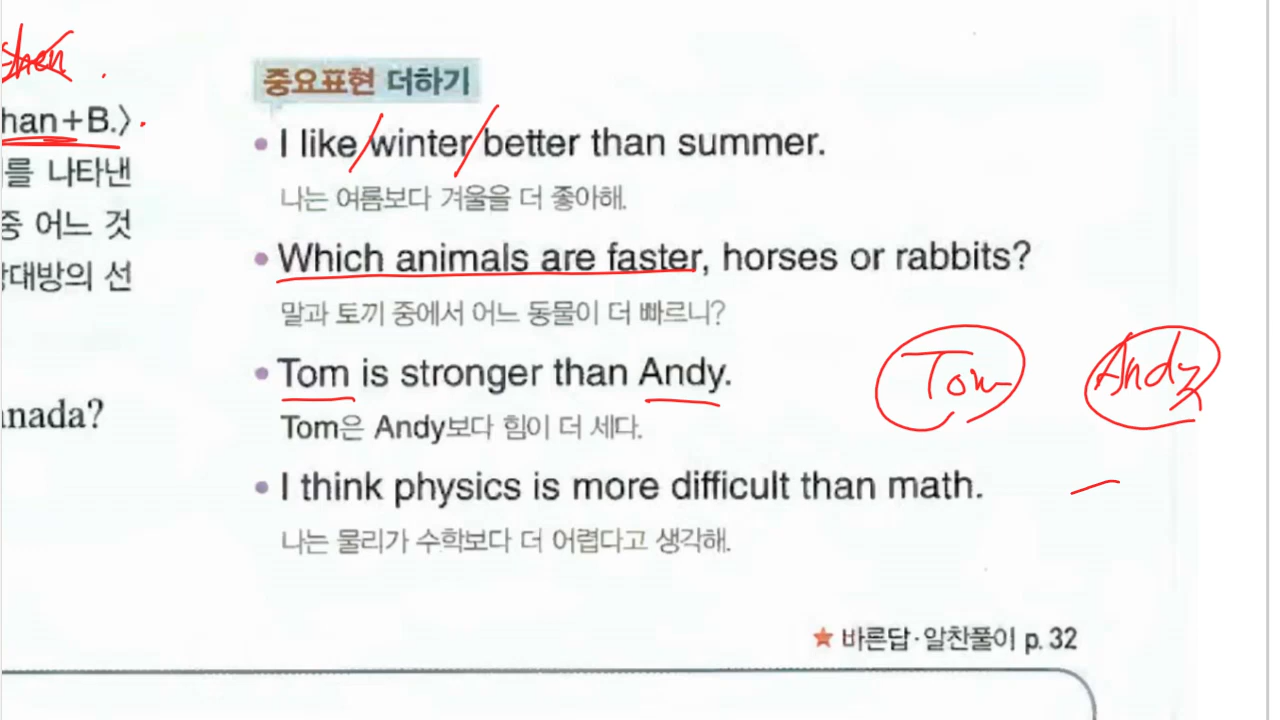 han+B.〉
를 나타낸
중 어느 것
대방의 선
nada?
중요표현 더하기
• I like winter better than summer.
나는 여름보다 겨울을 더 좋아해.
• Which animals are faster, horses or rabbits?
말과 토끼 중에서 어느 동물이 더 빠르니?
• Tom is stronger than Andy.
Tom은 Andy보다 힘이 더 세다.
Tom Andy
• I think physics is more difficult than math.
나는 물리가 수학보다 더 어렵다고 생각해.
★ 바른답·알찬풀이 p. 32